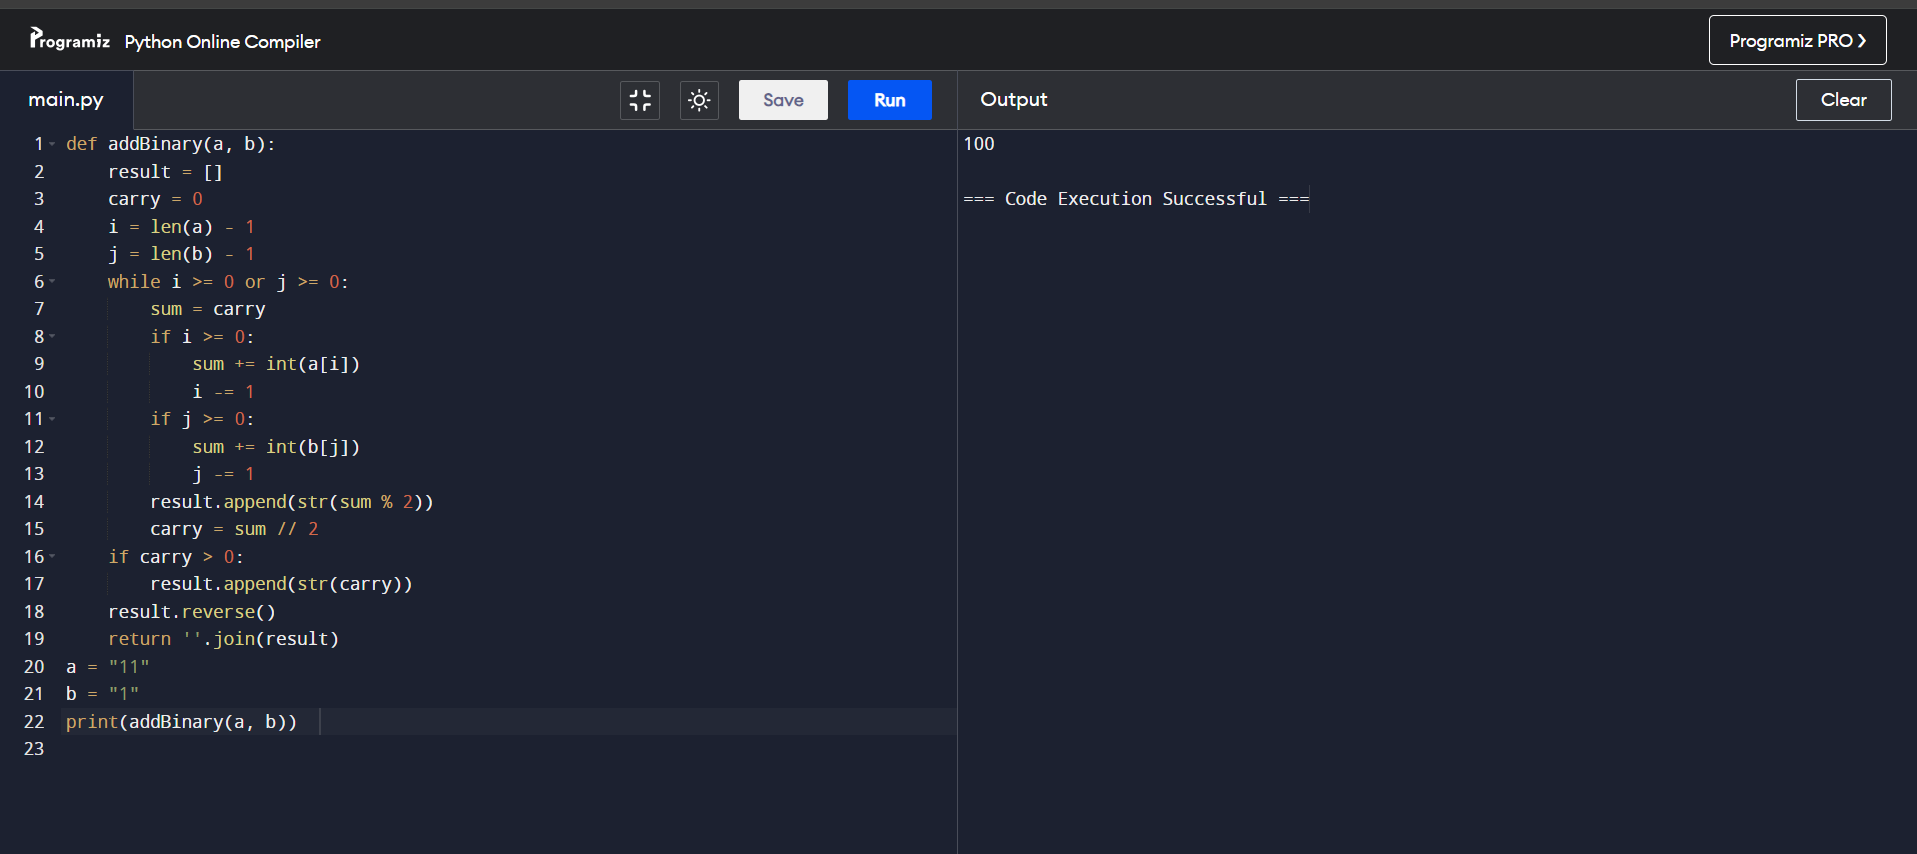 Programiz Python Online Compiler
Programiz PRO
main.py
Save
Run
Output
Clear
1 def addBinary(a, b):
2     result = []
3     carry = 0
4     i = len(a) - 1
5     j = len(b) - 1
6     while i >= 0 or j >= 0:
7         sum = carry
8         if i >= 0:
9             sum += int(a[i])
10             i -= 1
11         if j >= 0:
12             sum += int(b[j])
13             j -= 1
14         result.append(str(sum % 2))
15         carry = sum // 2
16     if carry > 0:
17         result.append(str(carry))
18     result.reverse()
19     return ''.join(result)
20 a = "11"
21 b = "1"
22 print(addBinary(a, b))
23
100
=== Code Execution Successful ===